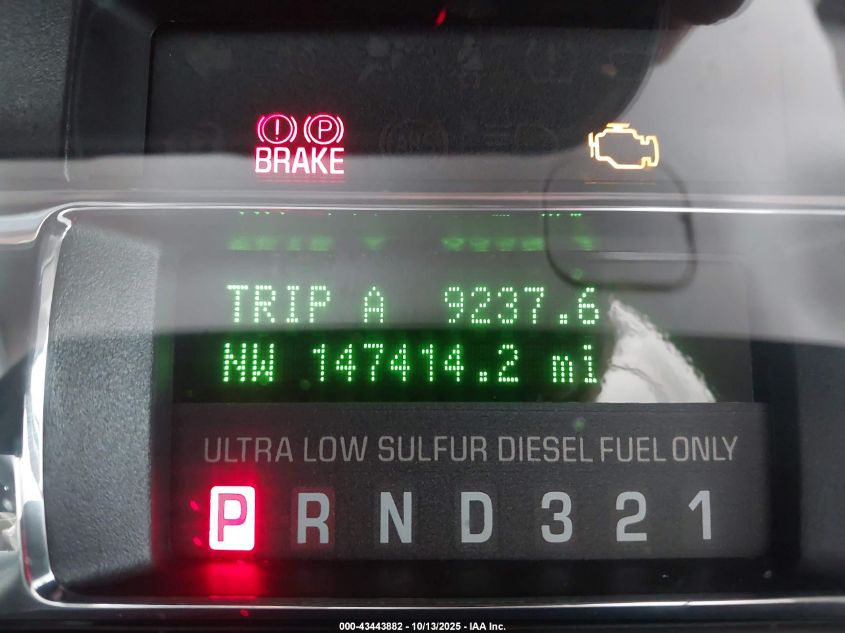 BRAKE
TRIP A 9237.6
NW 147414.2 mi
ULTRA LOW SULFUR DIESEL FUEL ONLY
P R N D 3 2 1
000-43443882 - 10/13/2025 - IAA Inc.